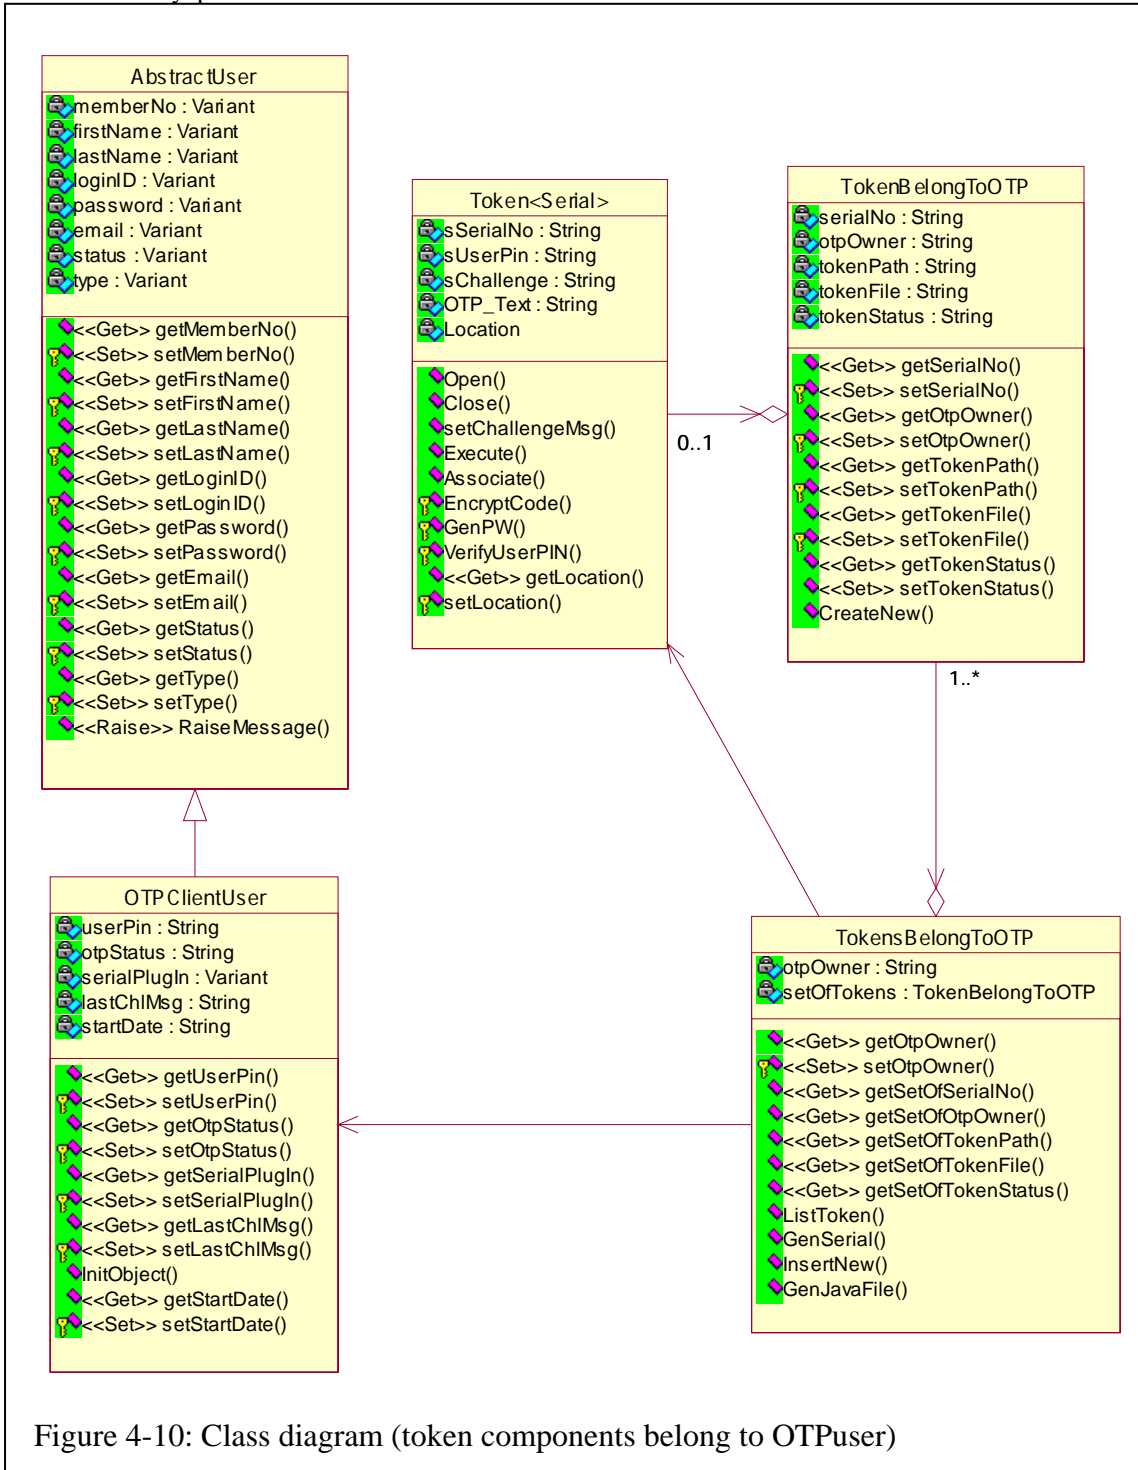 AbstractUser
memberNo : Variant
firstName : Variant
lastName : Variant
loginID : Variant
password : Variant
email : Variant
status : Variant
type : Variant
<<Get>> getMemberNo()
<<Set>> setMemberNo()
<<Get>> getFirstName()
<<Set>> setFirstName()
<<Get>> getLastName()
<<Set>> setLastName()
<<Get>> getLoginID()
<<Set>> setLoginID()
<<Get>> getPassword()
<<Set>> setPassword()
<<Get>> getEmail()
<<Set>> setEmail()
<<Get>> getStatus()
<<Set>> setStatus()
<<Get>> getType()
<<Set>> setType()
<<Raise>> RaiseMessage()
Token<Serial>
sSerialNo : String
sUserPin : String
sChallenge : String
OTP_Text : String
Location
Open()
Close()
setChallengeMsg()
Execute()
Associate()
EncryptCode()
GenPW()
VerifyUserPIN()
<<Get>> getLocation()
setLocation()
0..1
TokenBelongToOTP
serialNo : String
otpOwner : String
tokenPath : String
tokenFile : String
tokenStatus : String
<<Get>> getSerialNo()
<<Set>> setSerialNo()
<<Get>> getOtpOwner()
<<Set>> setOtpOwner()
<<Get>> getTokenPath()
<<Set>> setTokenPath()
<<Get>> getTokenFile()
<<Set>> setTokenFile()
<<Get>> getTokenStatus()
<<Set>> setTokenStatus()
CreateNew()
1..*
OTPClientUser
userPin : String
otpStatus : String
serialPlugIn : Variant
lastChlMsg : String
startDate : String
<<Get>> getUserPin()
<<Set>> setUserPin()
<<Get>> getOtpStatus()
<<Set>> setOtpStatus()
<<Get>> getSerialPlugIn()
<<Set>> setSerialPlugIn()
<<Get>> getLastChlMsg()
<<Set>> setLastChlMsg()
InitObject()
<<Get>> getStartDate()
<<Set>> setStartDate()
TokensBelongToOTP
otpOwner : String
setOfTokens : TokenBelongToOTP
<<Get>> getOtpOwner()
<<Set>> setOtpOwner()
<<Get>> getSetOfSerialNo()
<<Get>> getSetOfOtpOwner()
<<Get>> getSetOfTokenPath()
<<Get>> getSetOfTokenFile()
<<Get>> getSetOfTokenStatus()
ListToken()
GenSerial()
InsertNew()
GenJavaFile()
Figure 4-10: Class diagram (token components belong to OTPuser)